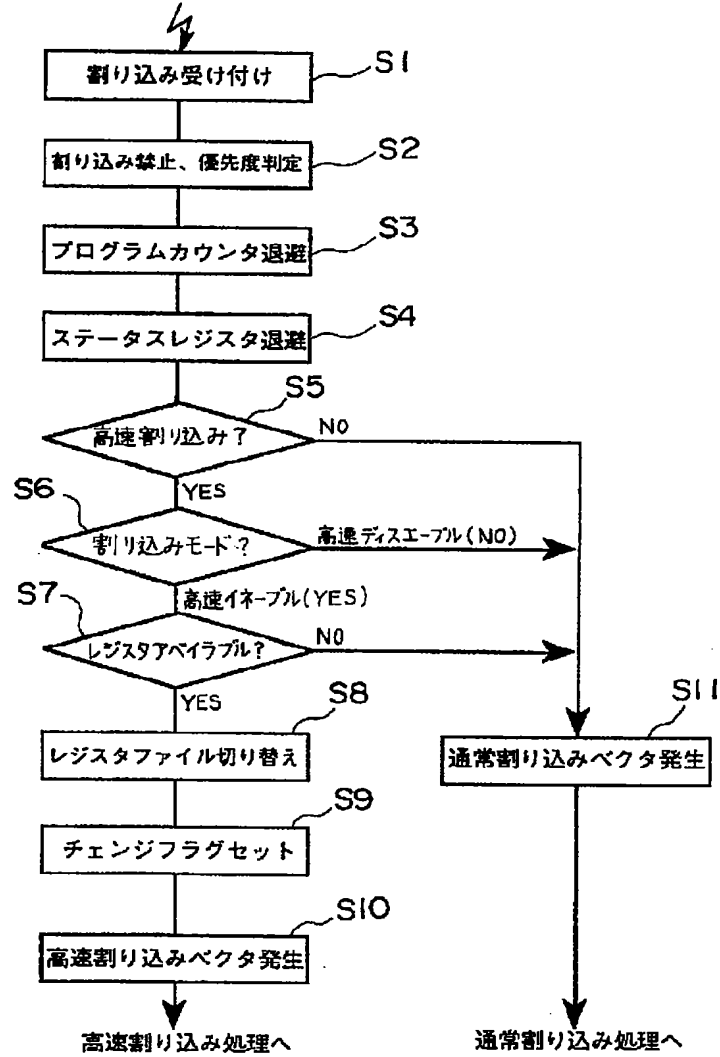 割り込み受け付け
S1
割り込み禁止、優先度判定
S2
プログラムカウンタ退避
S3
ステータスレジスタ退避
S4
S5
高速割り込み?
NO
YES
S6
割り込みモード?
高速ディスエーブル(NO)
高速イネーブル(YES)
S7
レジスタアベイラブル?
NO
YES
S8
レジスタファイル切り替え
S11
通常割り込みベクタ発生
S9
チェンジフラグセット
S10
高速割り込みベクタ発生
高速割り込み処理へ
通常割り込み処理へ